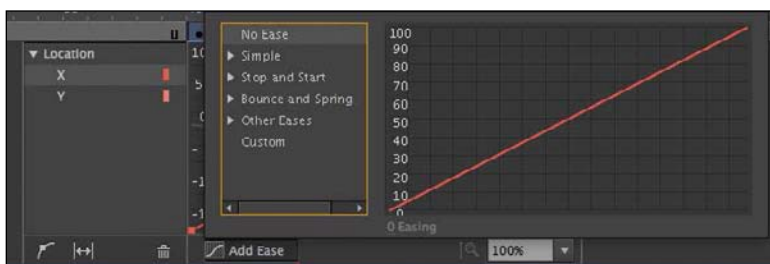 Location
X
Y
No Ease
Simple
Stop and Start
Bounce and Spring
Other Eases
Custom
100
90
80
70
60
50
40
30
20
10
0
0 Easing
Add Ease
100%